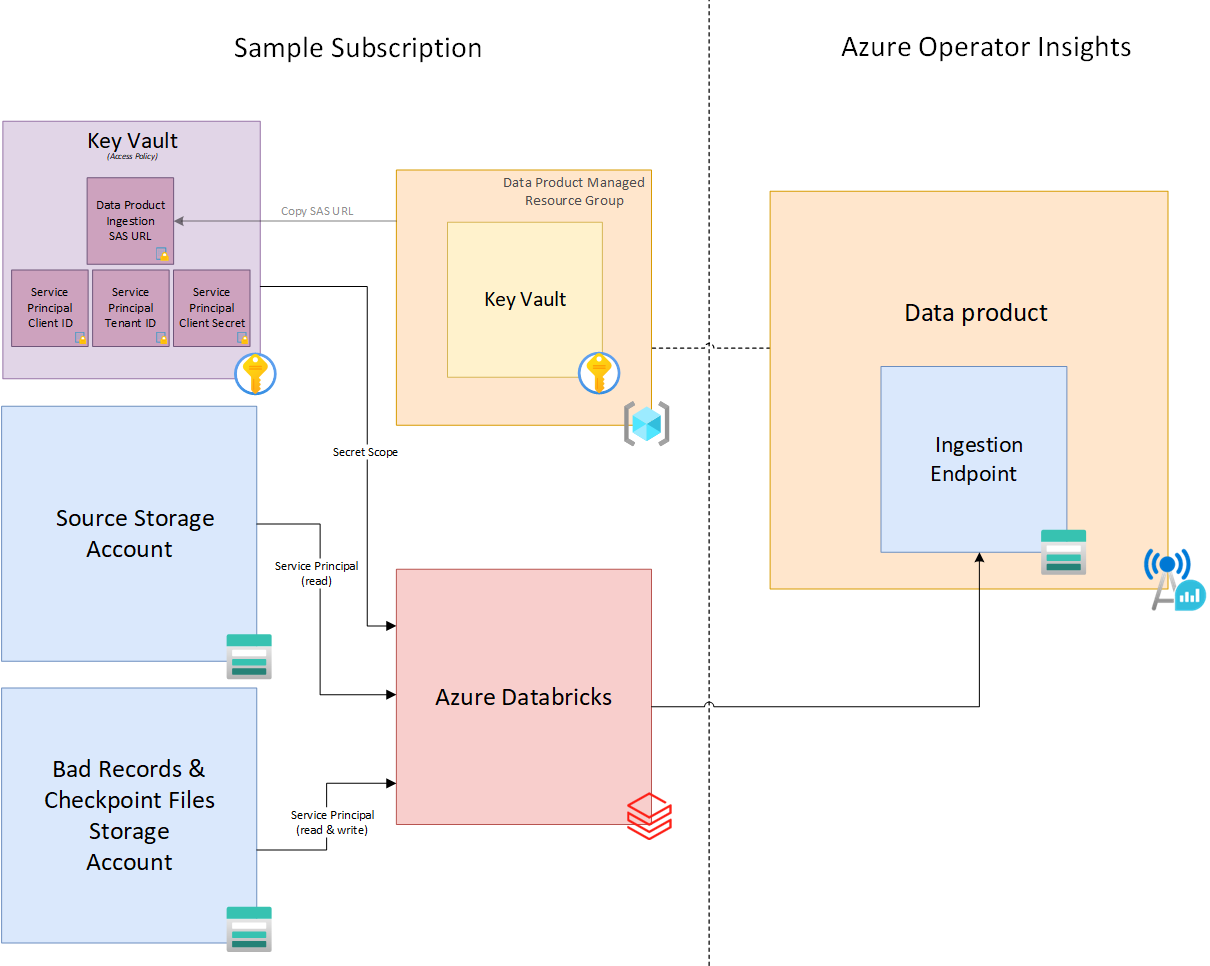 Sample Subscription
Azure Operator Insights
Key Vault
(Access Policy)
Data Product
Ingestion
SAS URL
Service
Principal
Client ID
Service
Principal
Tenant ID
Service
Principal
Client Secret
Copy SAS URL
Data Product Managed
Resource Group
Key Vault
Data product
Ingestion
Endpoint
Secret Scope
Source Storage
Account
Service Principal
(read)
Azure Databricks
Bad Records &
Checkpoint Files
Storage
Account
Service Principal
(read & write)